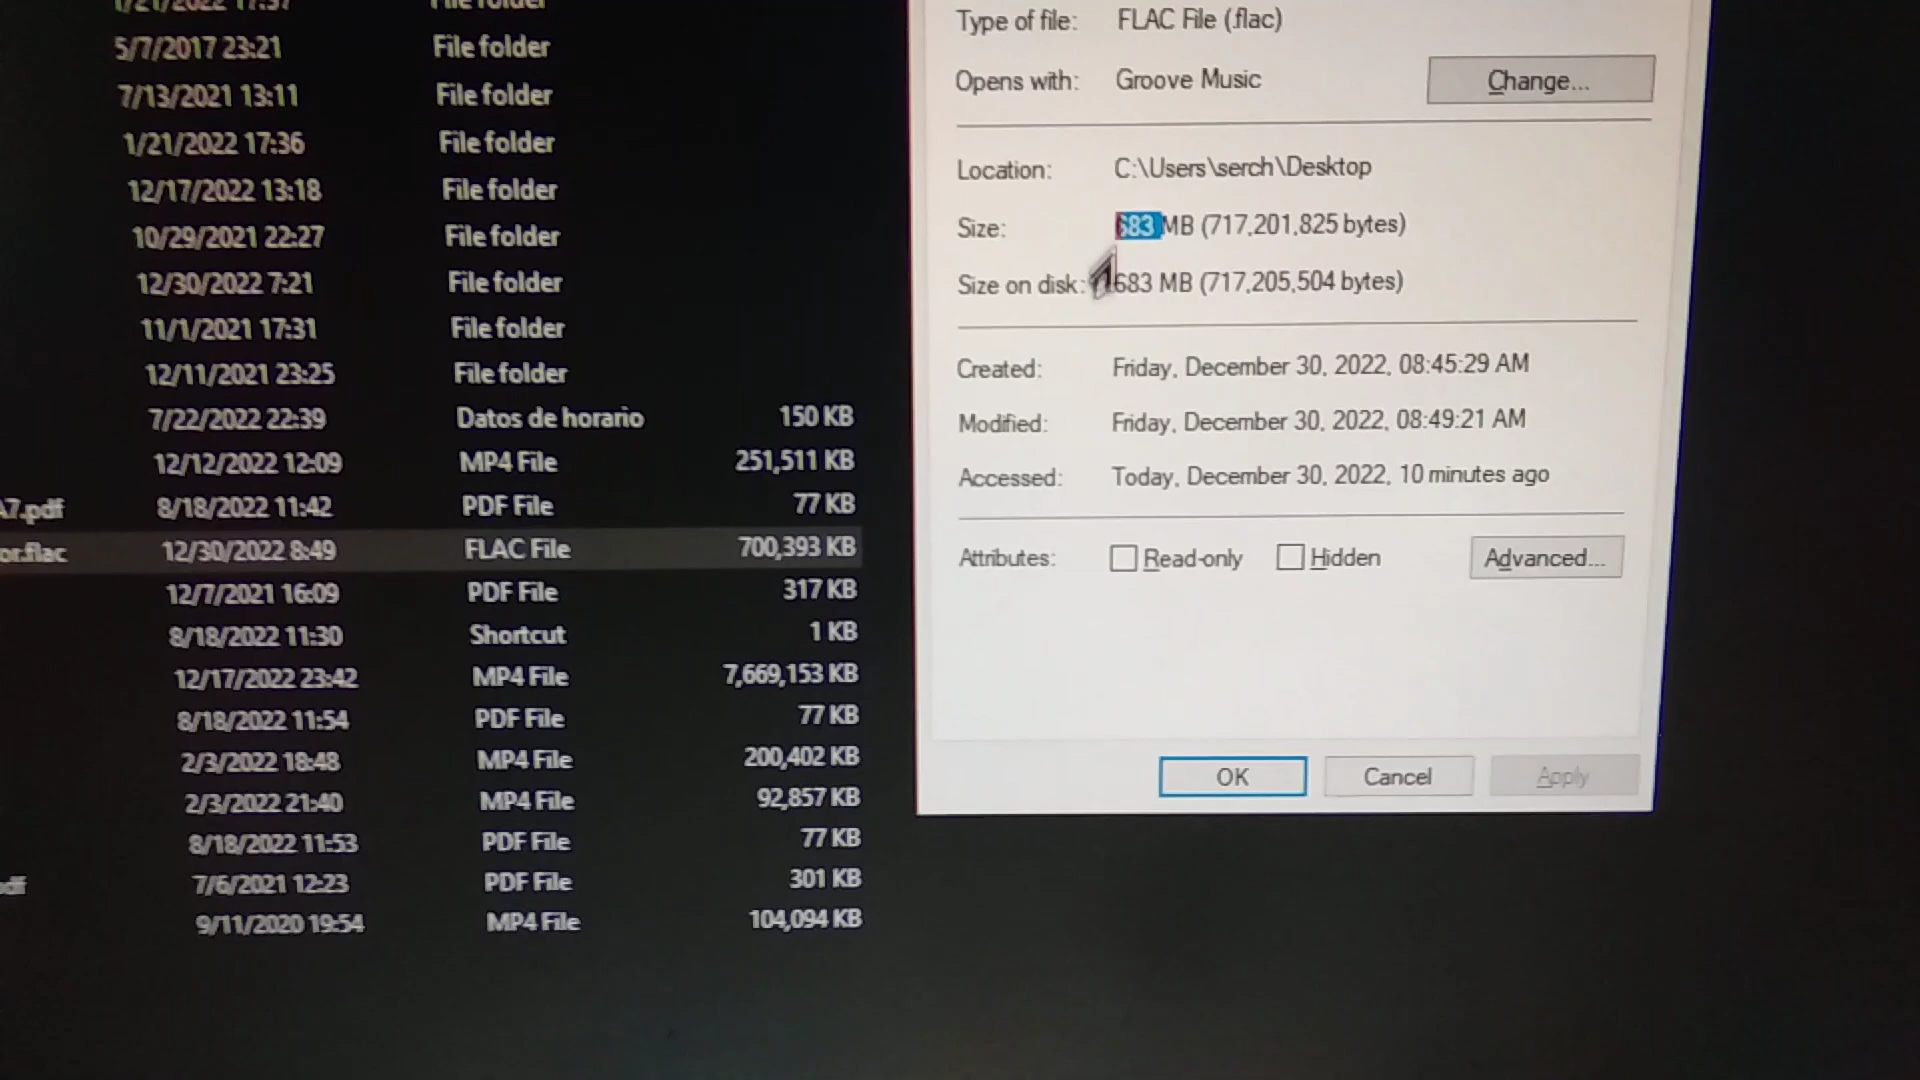 1/21/2022 17:37 File folder
5/7/2017 23:21 File folder
7/13/2021 13:11 File folder
1/21/2022 17:36 File folder
12/17/2022 13:18 File folder
10/29/2021 22:27 File folder
12/30/2022 7:21 File folder
11/1/2021 17:31 File folder
12/11/2021 23:25 File folder
7/22/2022 22:39 Datos de horario 150 KB
12/12/2022 12:09 MP4 File 251,511 KB
A7.pdf 8/18/2022 11:42 PDF File 77 KB
or.flac 12/30/2022 8:49 FLAC File 700,393 KB
12/7/2021 16:09 PDF File 317 KB
8/18/2022 11:30 Shortcut 1 KB
12/17/2022 23:42 MP4 File 7,669,153 KB
8/18/2022 11:54 PDF File 77 KB
2/3/2022 18:48 MP4 File 200,402 KB
2/3/2022 21:40 MP4 File 92,857 KB
8/18/2022 11:53 PDF File 77 KB
df 7/6/2021 12:23 PDF File 301 KB
9/11/2020 19:54 MP4 File 104,094 KB
Type of file: FLAC File (.flac)
Opens with: Groove Music Change...
Location: C:\Users\serch\Desktop
Size: 683 MB (717,201,825 bytes)
Size on disk: 683 MB (717,205,504 bytes)
Created: Friday, December 30, 2022, 08:45:29 AM
Modified: Friday, December 30, 2022, 08:49:21 AM
Accessed: Today, December 30, 2022, 10 minutes ago
Attributes: Read-only Hidden Advanced...
OK Cancel Apply